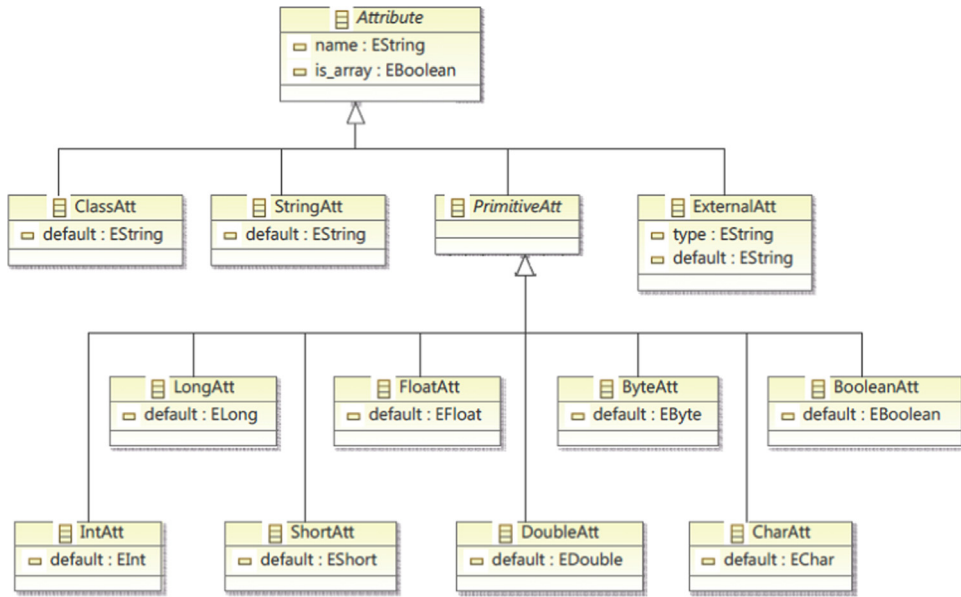 Attribute
name : EString
is_array : EBoolean
ClassAtt
default : EString
StringAtt
default : EString
PrimitiveAtt
ExternalAtt
type : EString
default : EString
LongAtt
default : ELong
FloatAtt
default : EFloat
ByteAtt
default : EByte
BooleanAtt
default : EBoolean
IntAtt
default : EInt
ShortAtt
default : EShort
DoubleAtt
default : EDouble
CharAtt
default : EChar